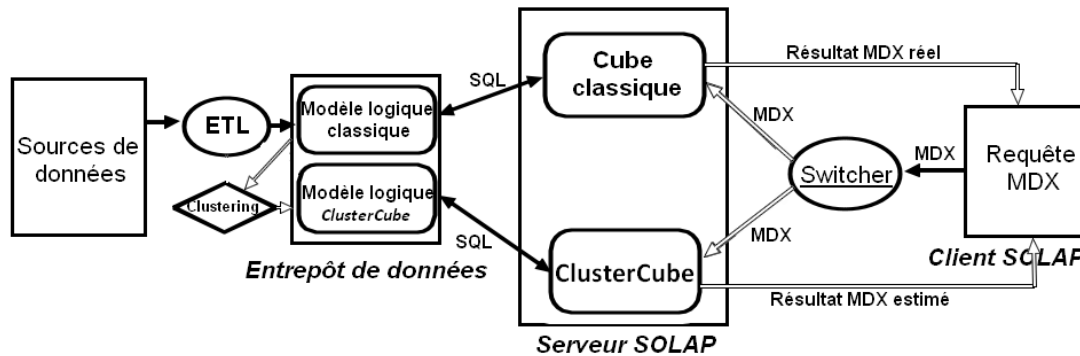 Sources de
données
ETL
Clustering
Modèle logique
classique
Modèle logique
ClusterCube
Entrepôt de données
SQL
SQL
Cube
classique
ClusterCube
Serveur SOLAP
Résultat MDX réel
MDX
MDX
Switcher
MDX
Requête
MDX
Client SOLAP
Résultat MDX estimé